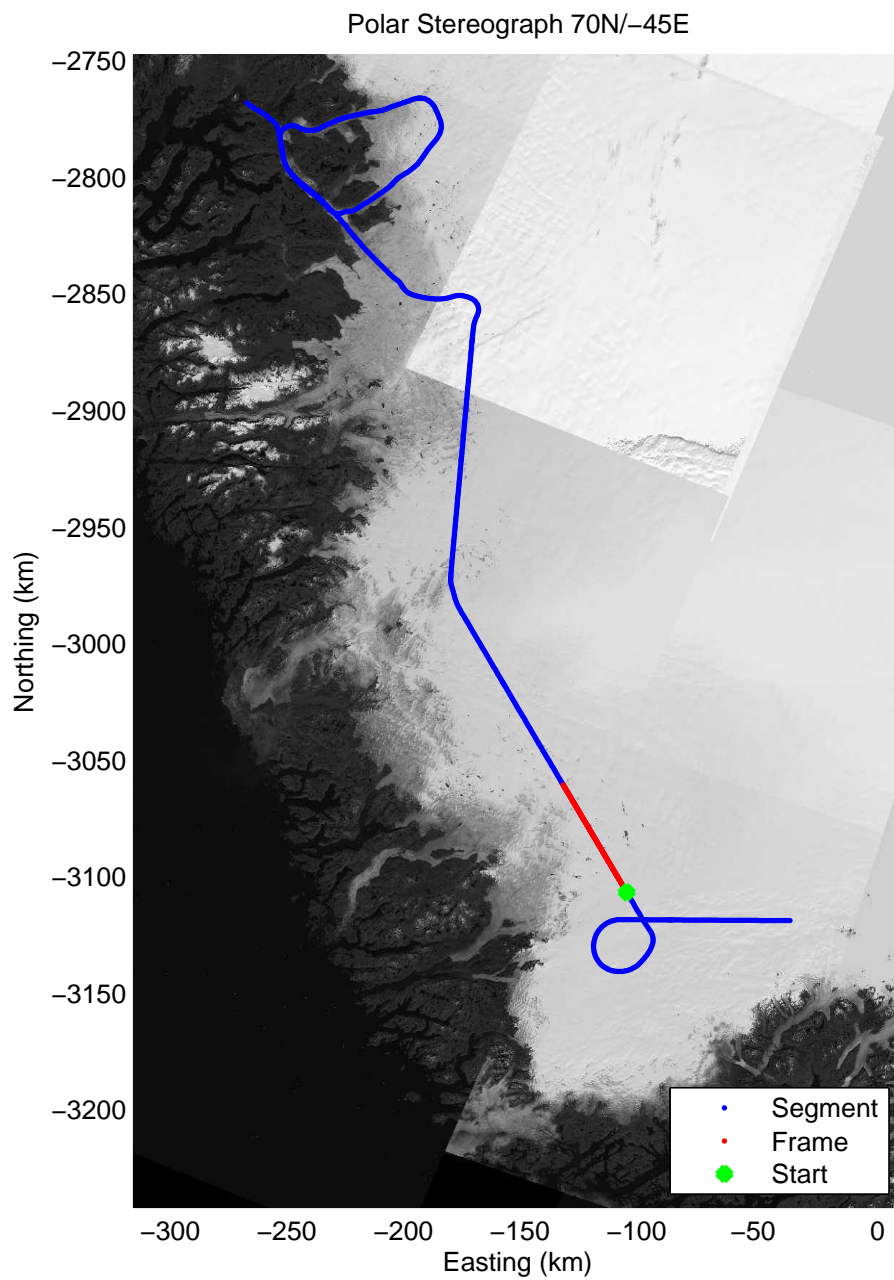 Polar Stereograph 70N/−45E
−2750
−2800
−2850
−2900
−2950
−3000
−3050
−3100
−3150
−3200
Northing (km)
Segment
Frame
Start
−300 −250 −200 −150 −100 −50 0
Easting (km)